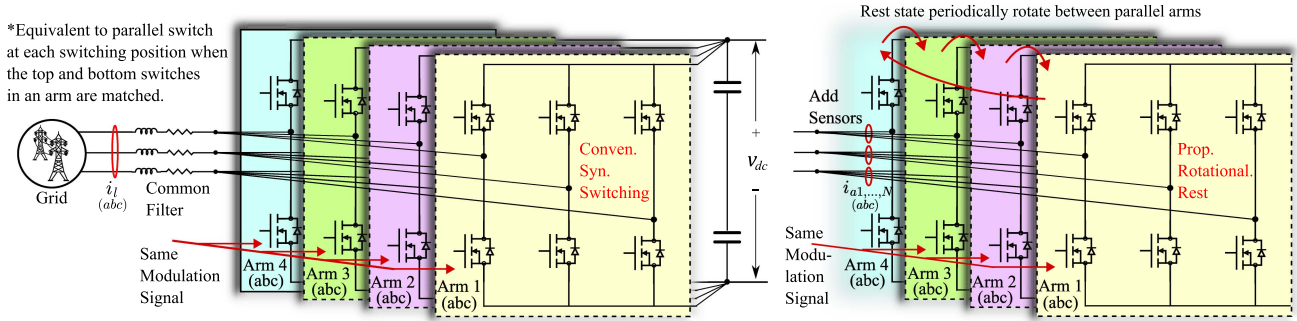 *Equivalent to parallel switch
at each switching position when
the top and bottom switches
in an arm are matched.
Grid
i_l
(abc)
Common
Filter
Same
Modulation
Signal
Arm 4
(abc)
Arm 3
(abc)
Arm 2
(abc)
Arm 1
(abc)
Conven.
Syn.
Switching
+
v_dc
-
Rest state periodically rotate between parallel arms
Add
Sensors
i_a1,...,N
(abc)
Same
Modu-
lation
Signal
Arm 4
(abc)
Arm 3
(abc)
Arm 2
(abc)
Arm 1
(abc)
Prop.
Rotational.
Rest